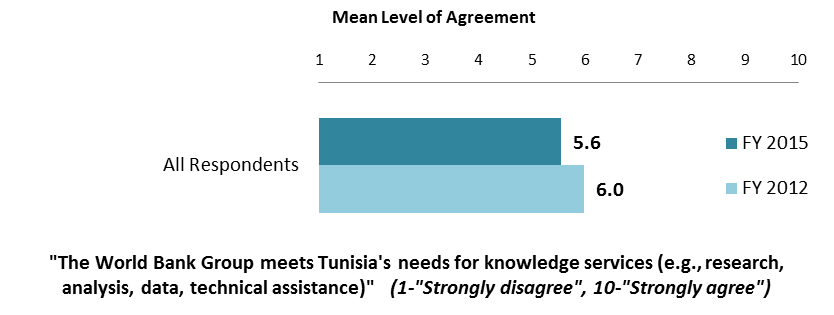 Mean Level of Agreement
1 2 3 4 5 6 7 8 9 10
All Respondents
5.6
6.0
FY 2015
FY 2012
"The World Bank Group meets Tunisia's needs for knowledge services (e.g., research,
analysis, data, technical assistance)" (1-"Strongly disagree", 10-"Strongly agree")